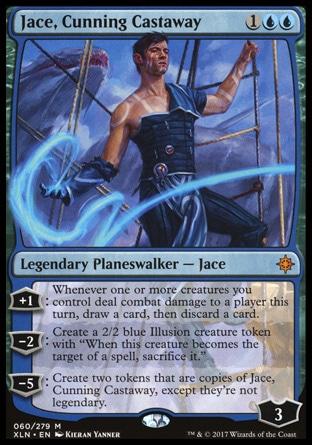 Jace, Cunning Castaway 1
Legendary Planeswalker — Jace
+1: Whenever one or more creatures you
control deal combat damage to a player this
turn, draw a card, then discard a card.
−2: Create a 2/2 blue Illusion creature token
with “When this creature becomes the
target of a spell, sacrifice it.”
−5: Create two tokens that are copies of Jace,
Cunning Castaway, except they’re not
legendary.
3
060/279 M
XLN • EN Kieran Yanner
™ & © 2017 Wizards of the Coast